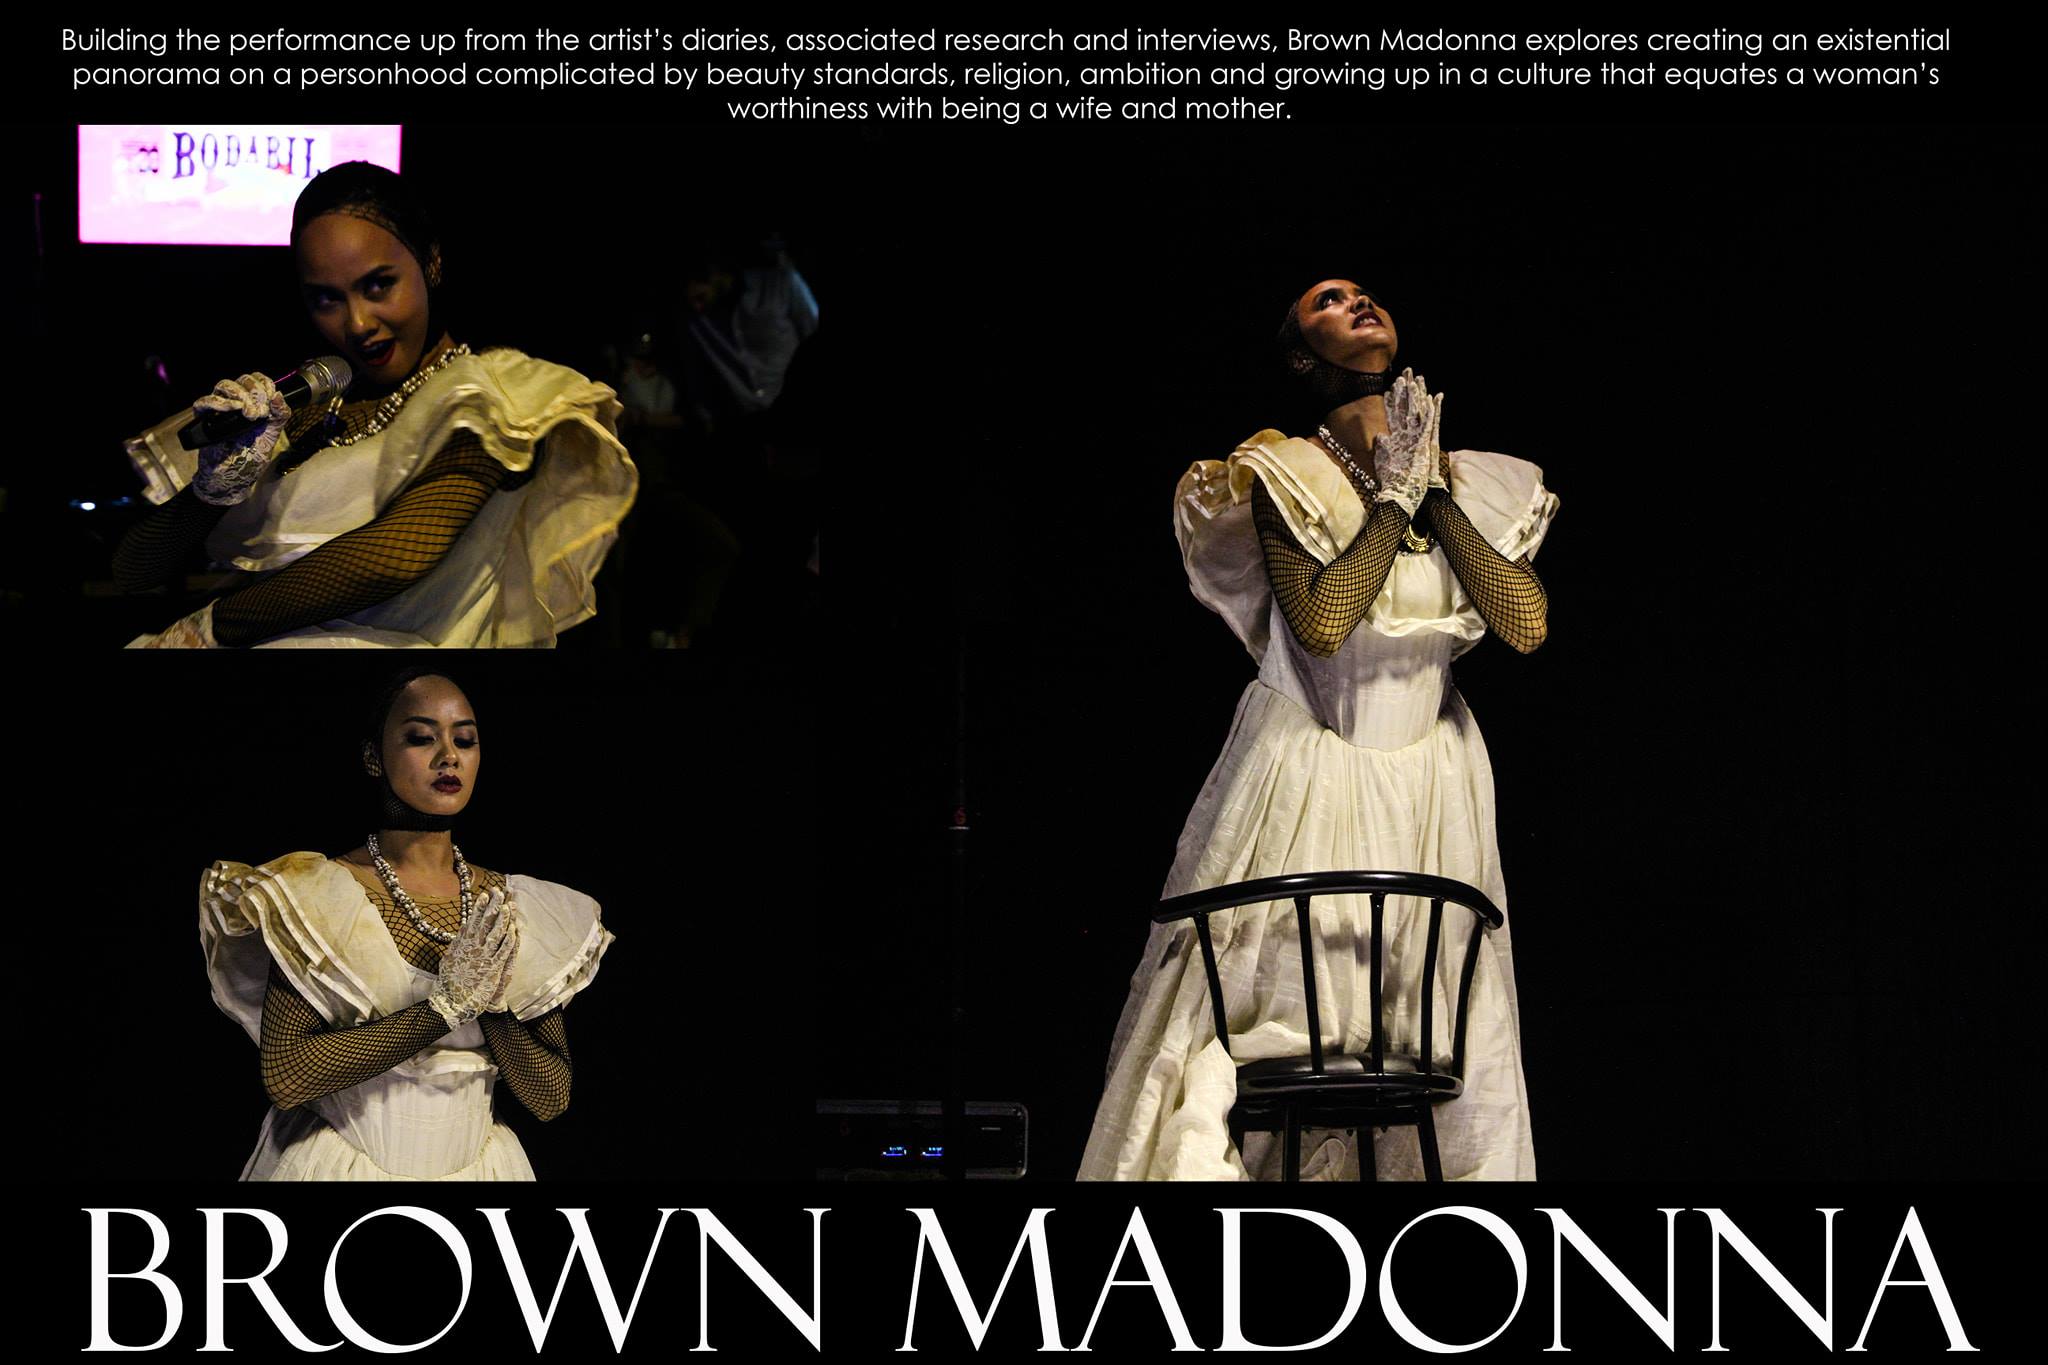 Building the performance up from the artist’s diaries, associated research and interviews, Brown Madonna explores creating an existential
panorama on a personhood complicated by beauty standards, religion, ambition and growing up in a culture that equates a woman’s
worthiness with being a wife and mother.
BODABIL
BROWN MADONNA